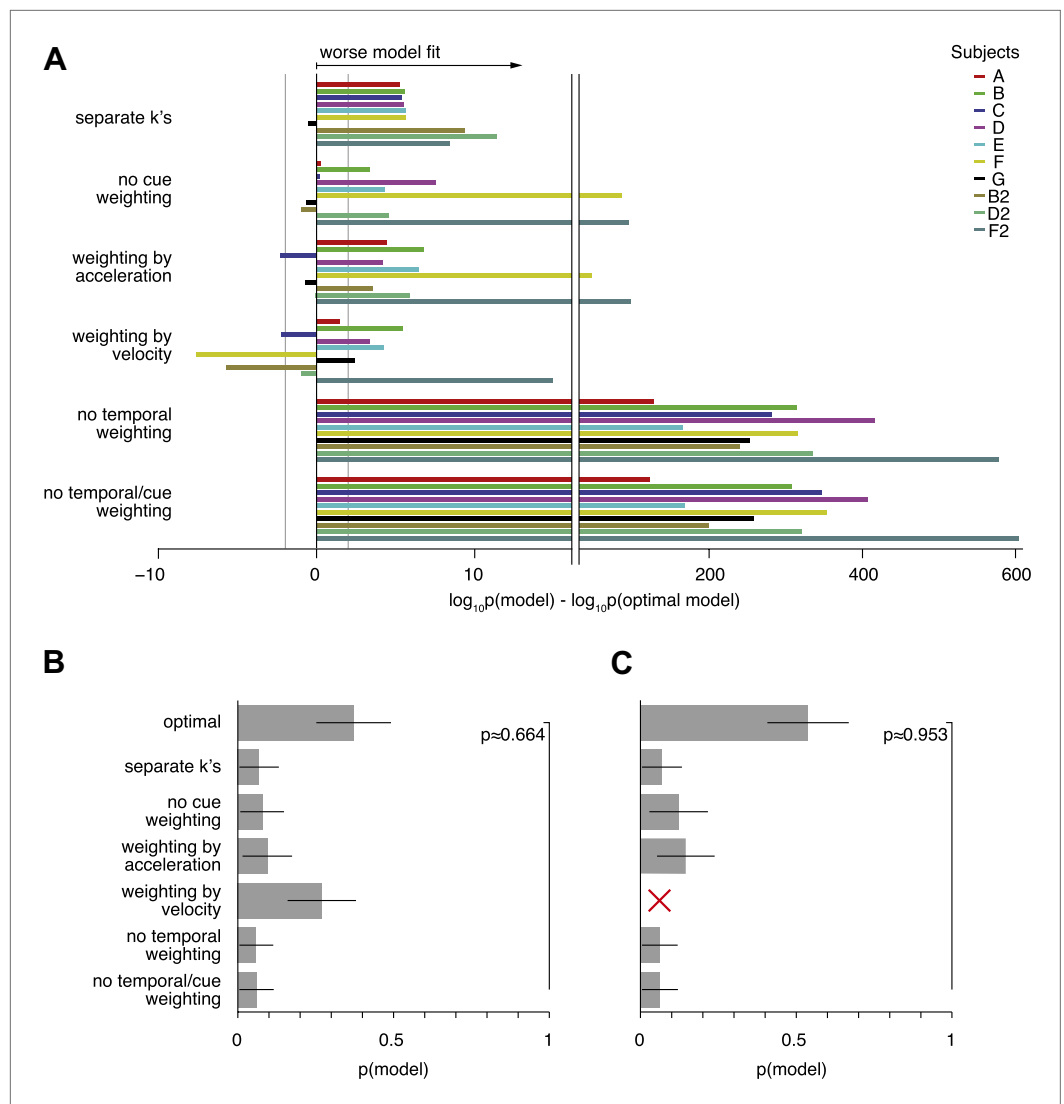 A
worse model fit
Subjects
A
B
C
D
E
F
G
B2
D2
F2
separate k's
no cue
weighting
weighting by
acceleration
weighting by
velocity
no temporal
weighting
no temporal/cue
weighting
−10
0
10
200
400
600
log10p(model) - log10p(optimal model)
B
optimal
separate k's
no cue
weighting
weighting by
acceleration
weighting by
velocity
no temporal
weighting
no temporal/cue
weighting
p≈0.664
0
0.5
1
p(model)
C
p≈0.953
0
0.5
1
p(model)